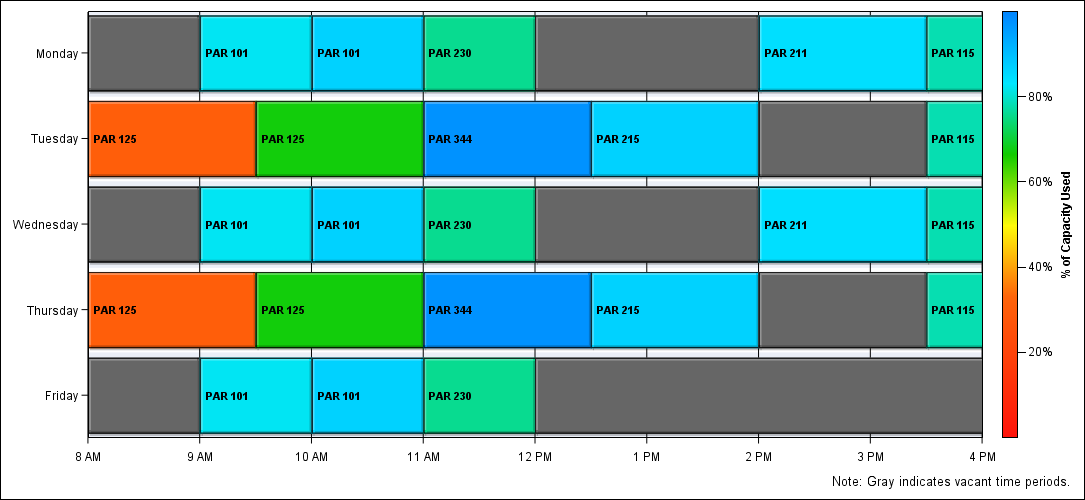 Monday PAR 101 PAR 101 PAR 230 PAR 211 PAR 115
Tuesday PAR 125 PAR 125 PAR 344 PAR 215 PAR 115
Wednesday PAR 101 PAR 101 PAR 230 PAR 211 PAR 115
Thursday PAR 125 PAR 125 PAR 344 PAR 215 PAR 115
Friday PAR 101 PAR 101 PAR 230
8 AM 9 AM 10 AM 11 AM 12 PM 1 PM 2 PM 3 PM 4 PM
80%
60%
40%
20%
% of Capacity Used
Note: Gray indicates vacant time periods.